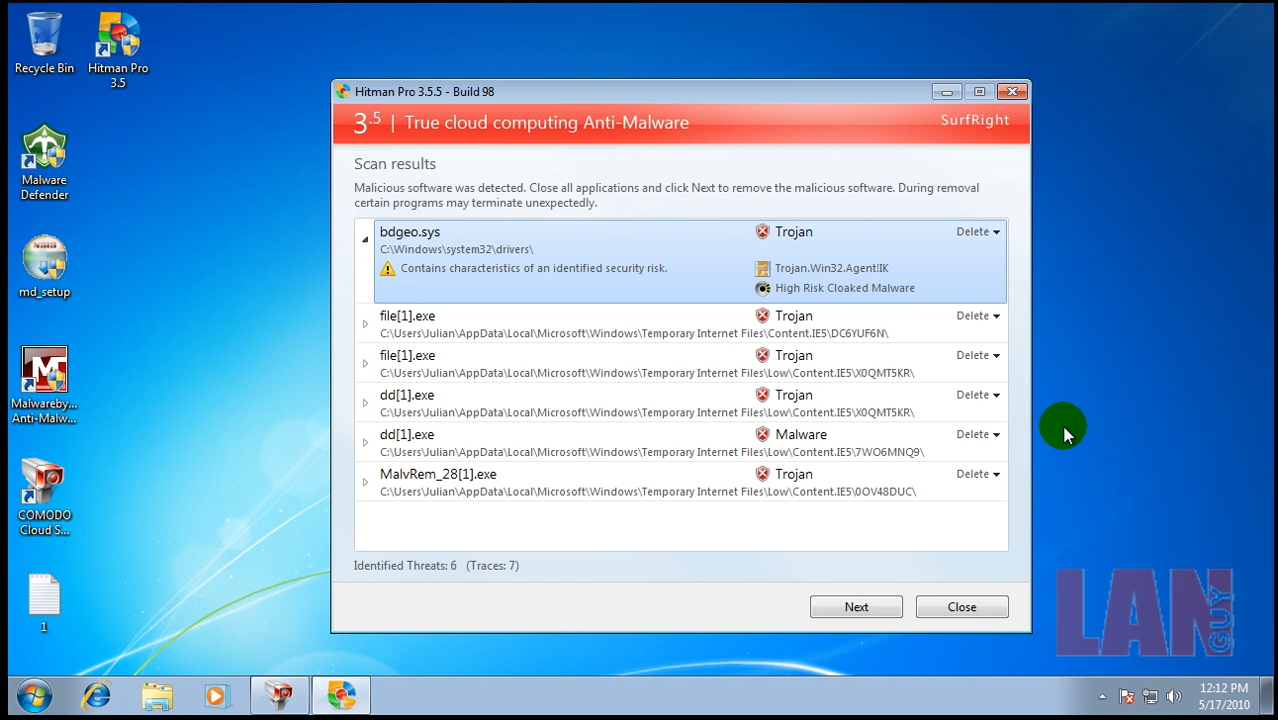 Recycle Bin
Hitman Pro
3.5
Malware
Defender
md_setup
Malwareby...
Anti-Malw...
COMODO
Cloud S...
1
Hitman Pro 3.5.5 - Build 98
3.5 | True cloud computing Anti-Malware
SurfRight
Scan results
Malicious software was detected. Close all applications and click Next to remove the malicious software. During removal
certain programs may terminate unexpectedly.
bdgeo.sys Trojan Delete
C:\Windows\system32\drivers\
Contains characteristics of an identified security risk. Trojan.Win32.Agent!IK
High Risk Cloaked Malware
file[1].exe Trojan Delete
C:\Users\Julian\AppData\Local\Microsoft\Windows\Temporary Internet Files\Content.IE5\DC6YUF6N\
file[1].exe Trojan Delete
C:\Users\Julian\AppData\Local\Microsoft\Windows\Temporary Internet Files\Low\Content.IE5\X0QMT5KR\
dd[1].exe Trojan Delete
C:\Users\Julian\AppData\Local\Microsoft\Windows\Temporary Internet Files\Low\Content.IE5\X0QMT5KR\
dd[1].exe Malware Delete
C:\Users\Julian\AppData\Local\Microsoft\Windows\Temporary Internet Files\Low\Content.IE5\7WO6MNQ9\
MalvRem_28[1].exe Trojan Delete
C:\Users\Julian\AppData\Local\Microsoft\Windows\Temporary Internet Files\Low\Content.IE5\0OV48DUC\
Identified Threats: 6 (Traces: 7)
Next Close
LAN GUY
12:12 PM
5/17/2010